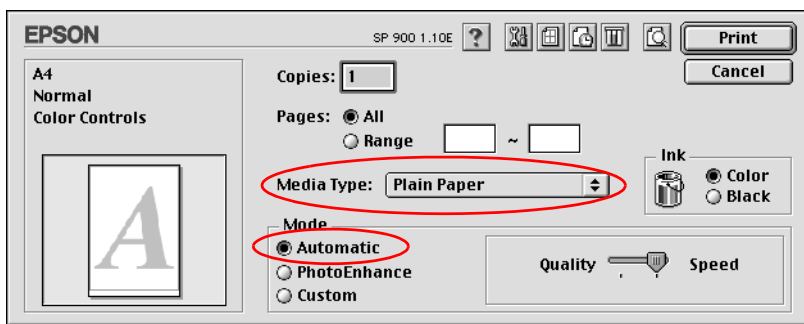 EPSON
SP 900 1.10E
?
Print
A4
Normal
Color Controls
Copies: 1
Cancel
Pages: All
Range ~
Media Type: Plain Paper
Ink
Color
Black
A
Mode
Automatic
PhotoEnhance
Custom
Quality Speed